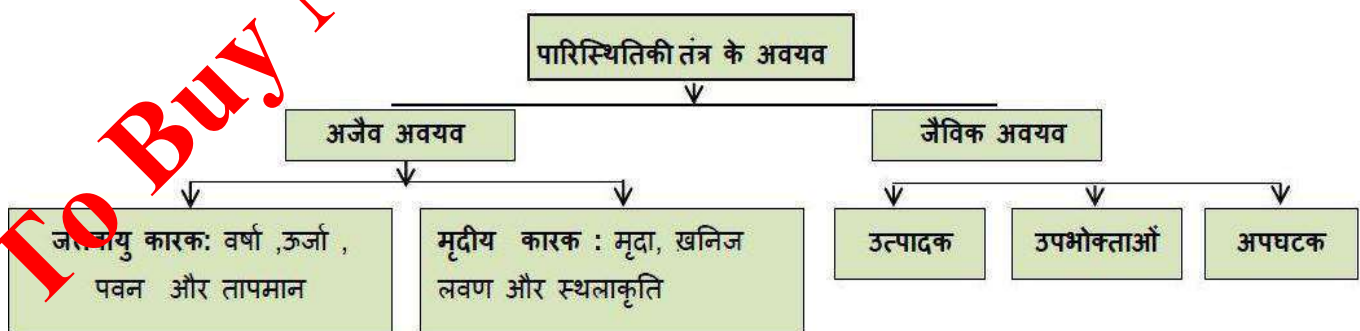 पारिस्थितिकी तंत्र के अवयव
अजैव अवयव
जैविक अवयव
जलवायु कारक: वर्षा ,ऊर्जा ,
पवन और तापमान
मृदीय कारक : मृदा, ख़निज
लवण और स्थलाकृति
उत्पादक
उपभोक्ताओं
अपघटक
To Buy